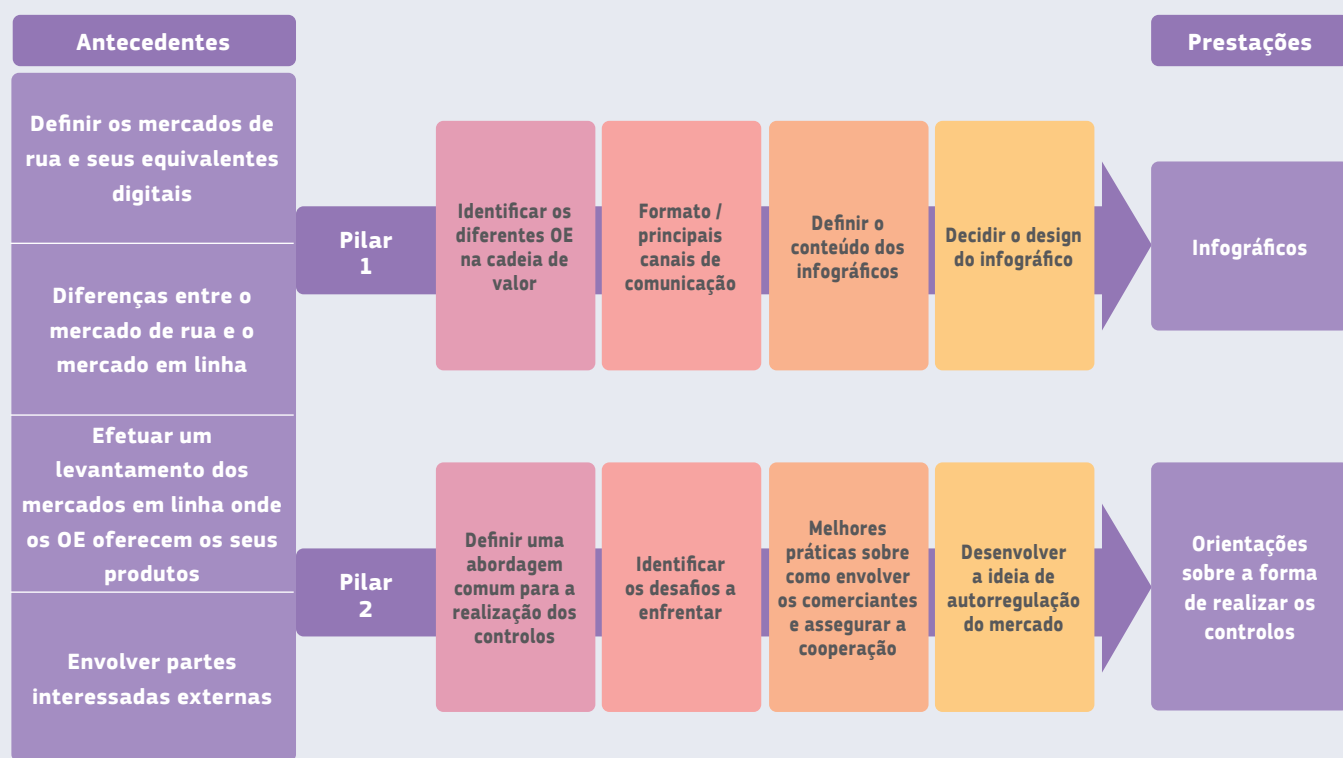 Antecedentes
Definir os mercados de
rua e seus equivalentes
digitais
Diferenças entre o
mercado de rua e o
mercado em linha
Efetuar um
levantamento dos
mercados em linha onde
os OE oferecem os seus
produtos
Envolver partes
interessadas externas
Pilar
1
Identificar os
diferentes OE
na cadeia de
valor
Formato /
principais
canais de
comunicação
Definir o
conteúdo dos
infográficos
Decidir o design
do infográfico
Prestações
Infográficos
Pilar
2
Definir uma
abordagem
comum para a
realização dos
controlos
Identificar
os desafios a
enfrentar
Melhores
práticas sobre
como envolver
os comerciantes
e assegurar a
cooperação
Desenvolver
a ideia de
autorregulação
do mercado
Orientações
sobre a forma
de realizar os
controlos